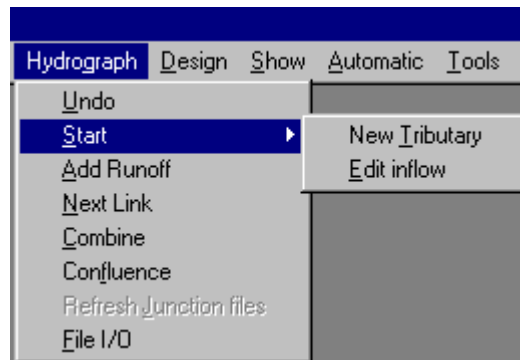 Hydrograph Design Show Automatic Tools
Undo
Start
New Tributary
Edit inflow
Add Runoff
Next Link
Combine
Confluence
Refresh Junction files
File I/O